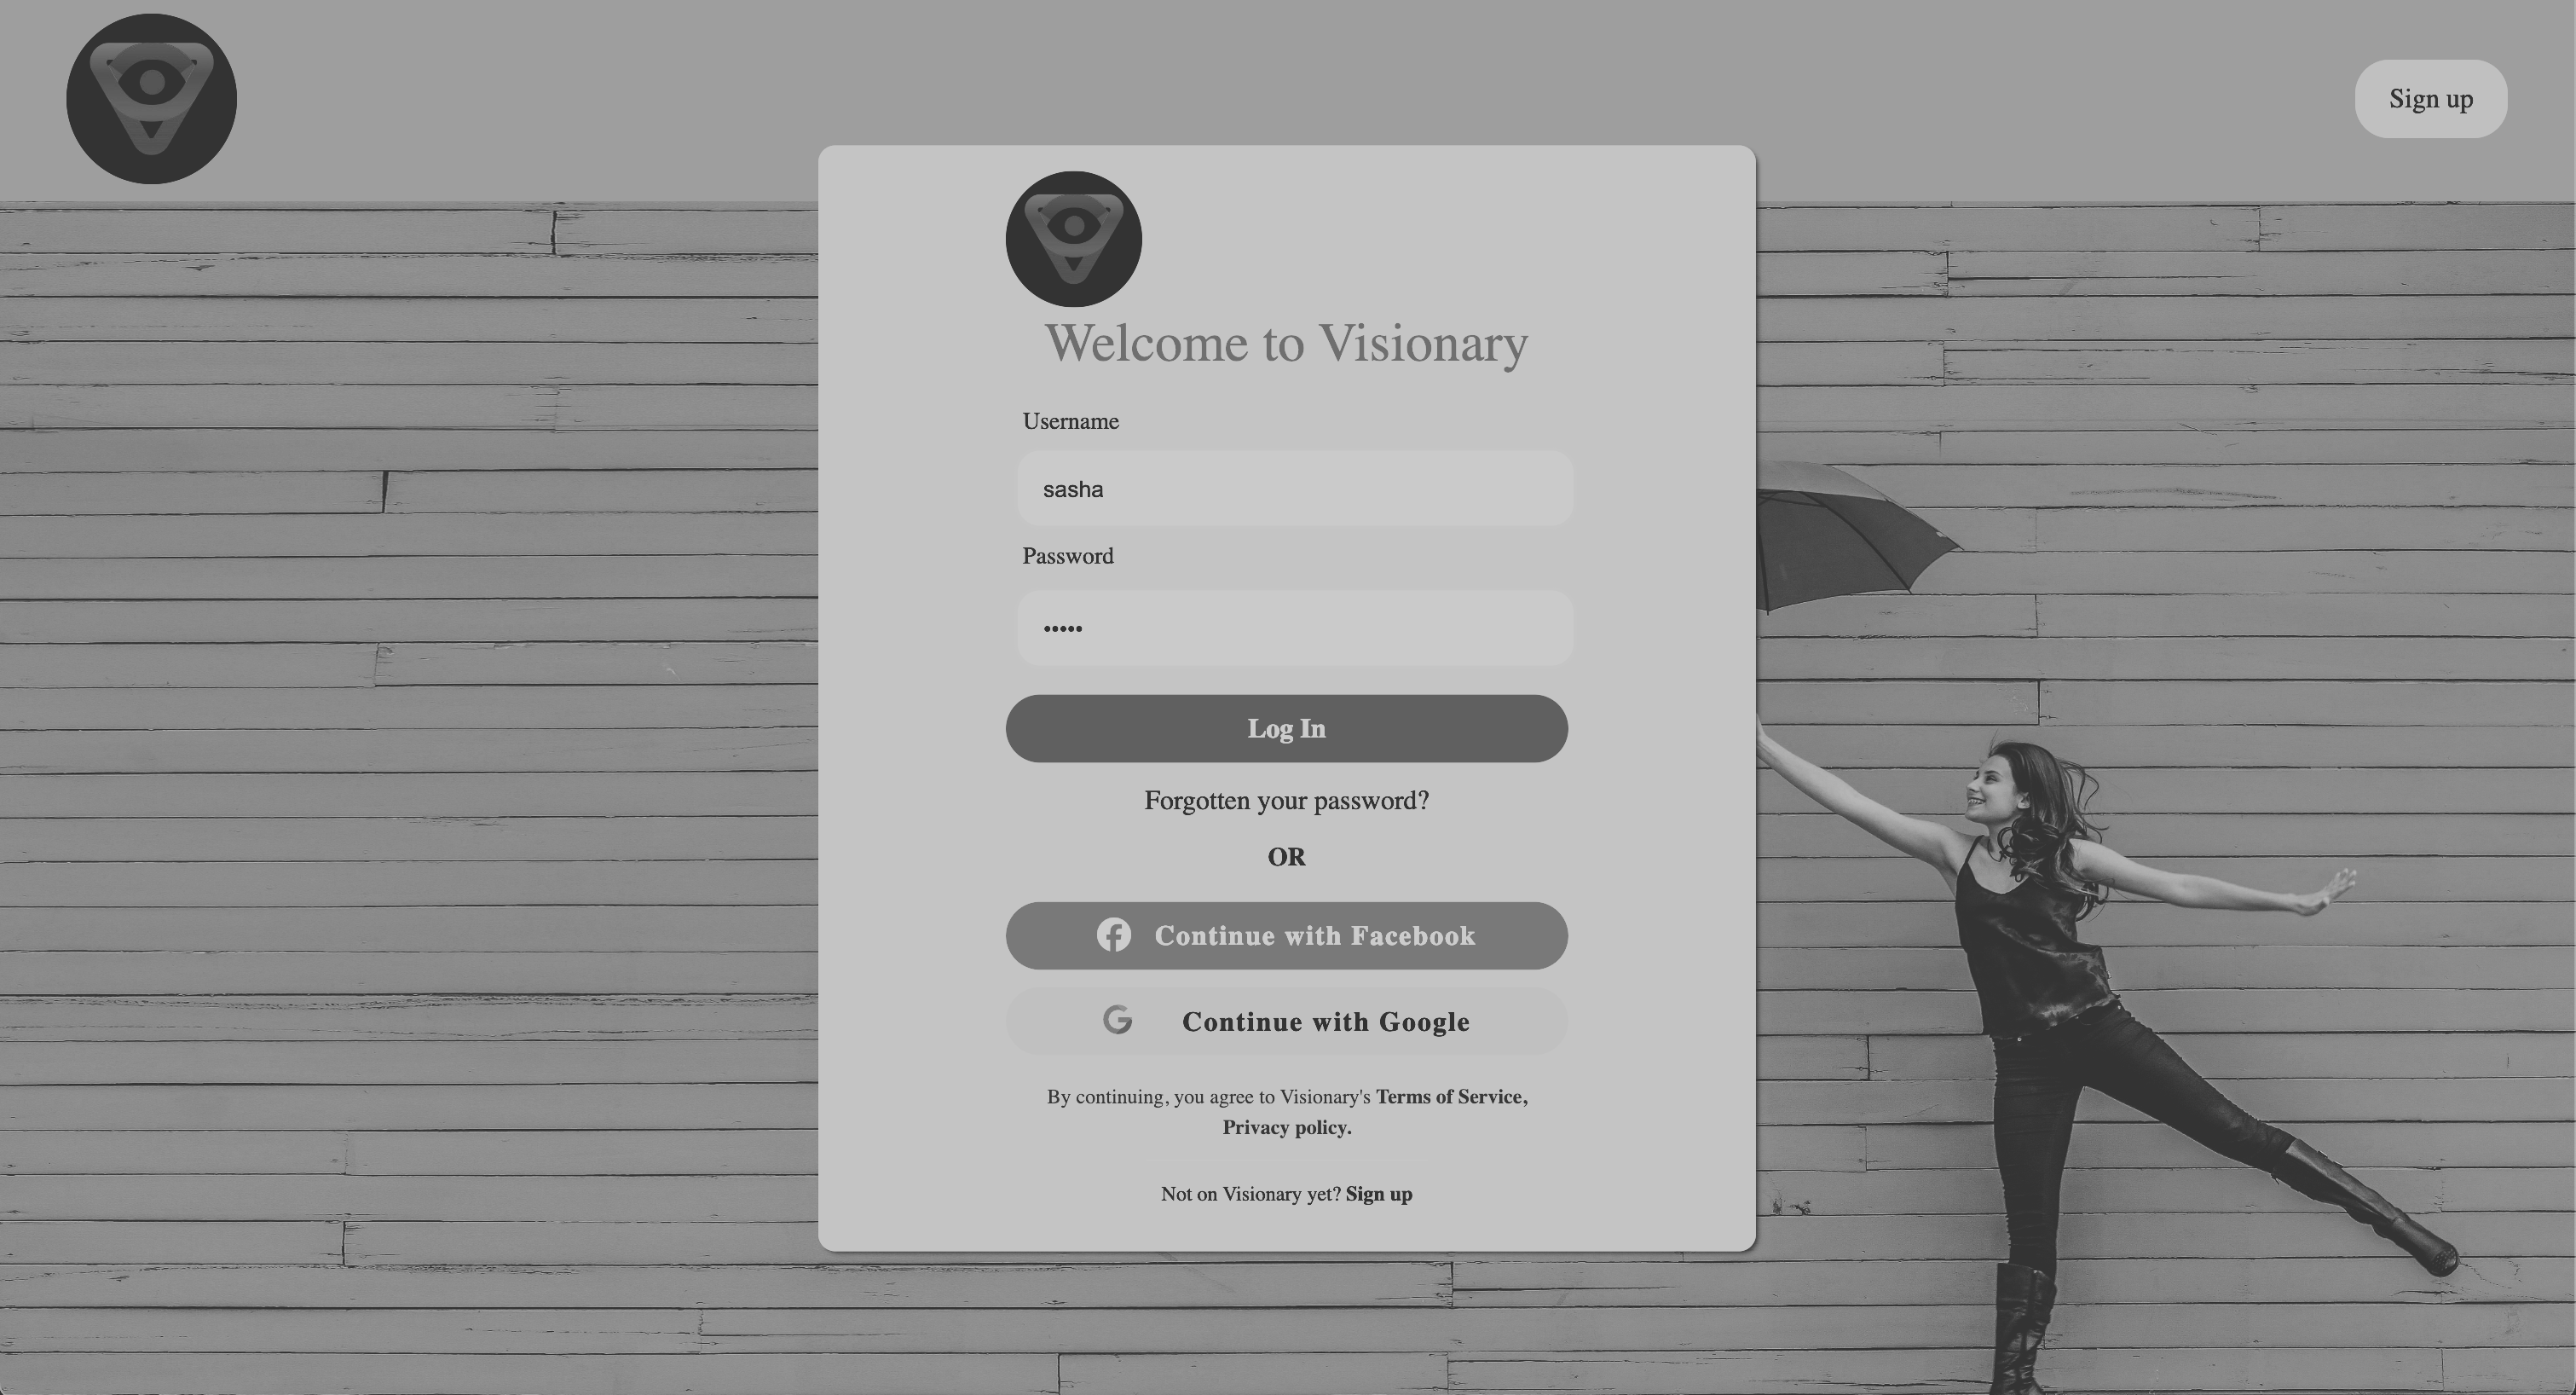 Sign up
Welcome to Visionary
Username
sasha
Password
•••••
Log In
Forgotten your password?
OR
Continue with Facebook
Continue with Google
By continuing, you agree to Visionary's Terms of Service,
Privacy policy.
Not on Visionary yet? Sign up